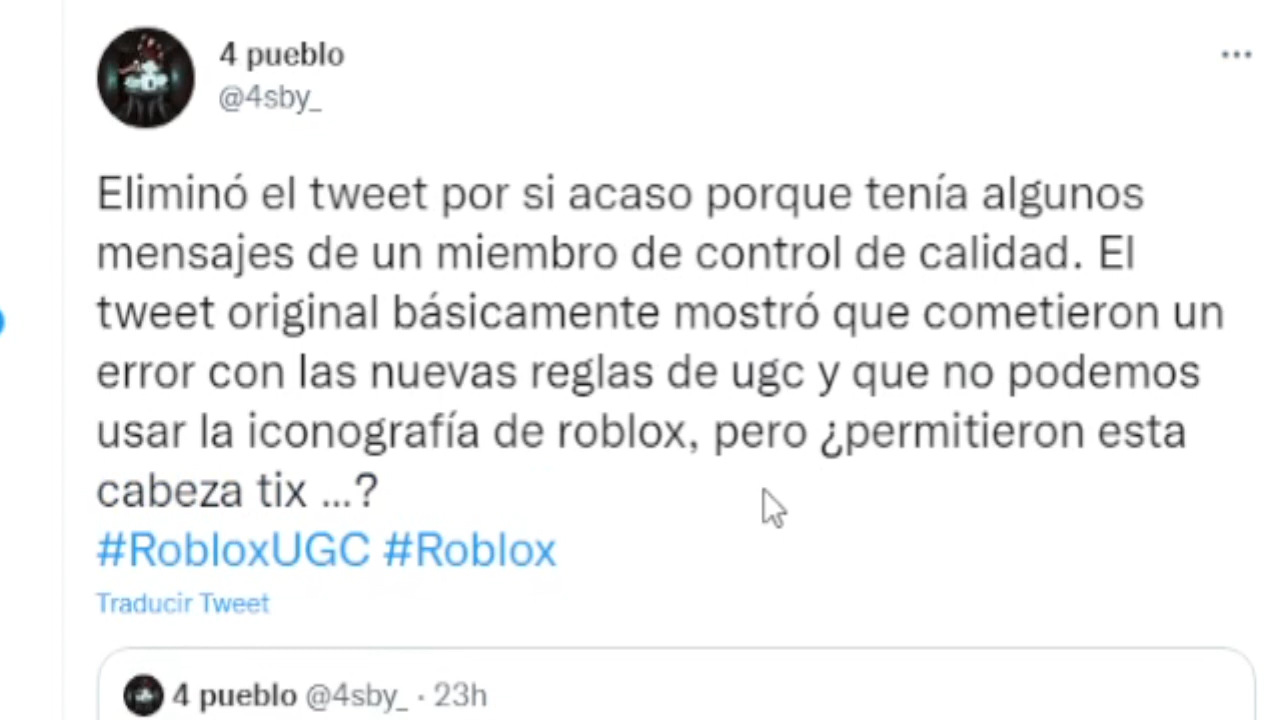 4 pueblo
@4sby_
Eliminó el tweet por si acaso porque tenía algunos
mensajes de un miembro de control de calidad. El
tweet original básicamente mostró que cometieron un
error con las nuevas reglas de ugc y que no podemos
usar la iconografía de roblox, pero ¿permitieron esta
cabeza tix ...?
#RobloxUGC #Roblox
Traducir Tweet
4 pueblo @4sby_ · 23h